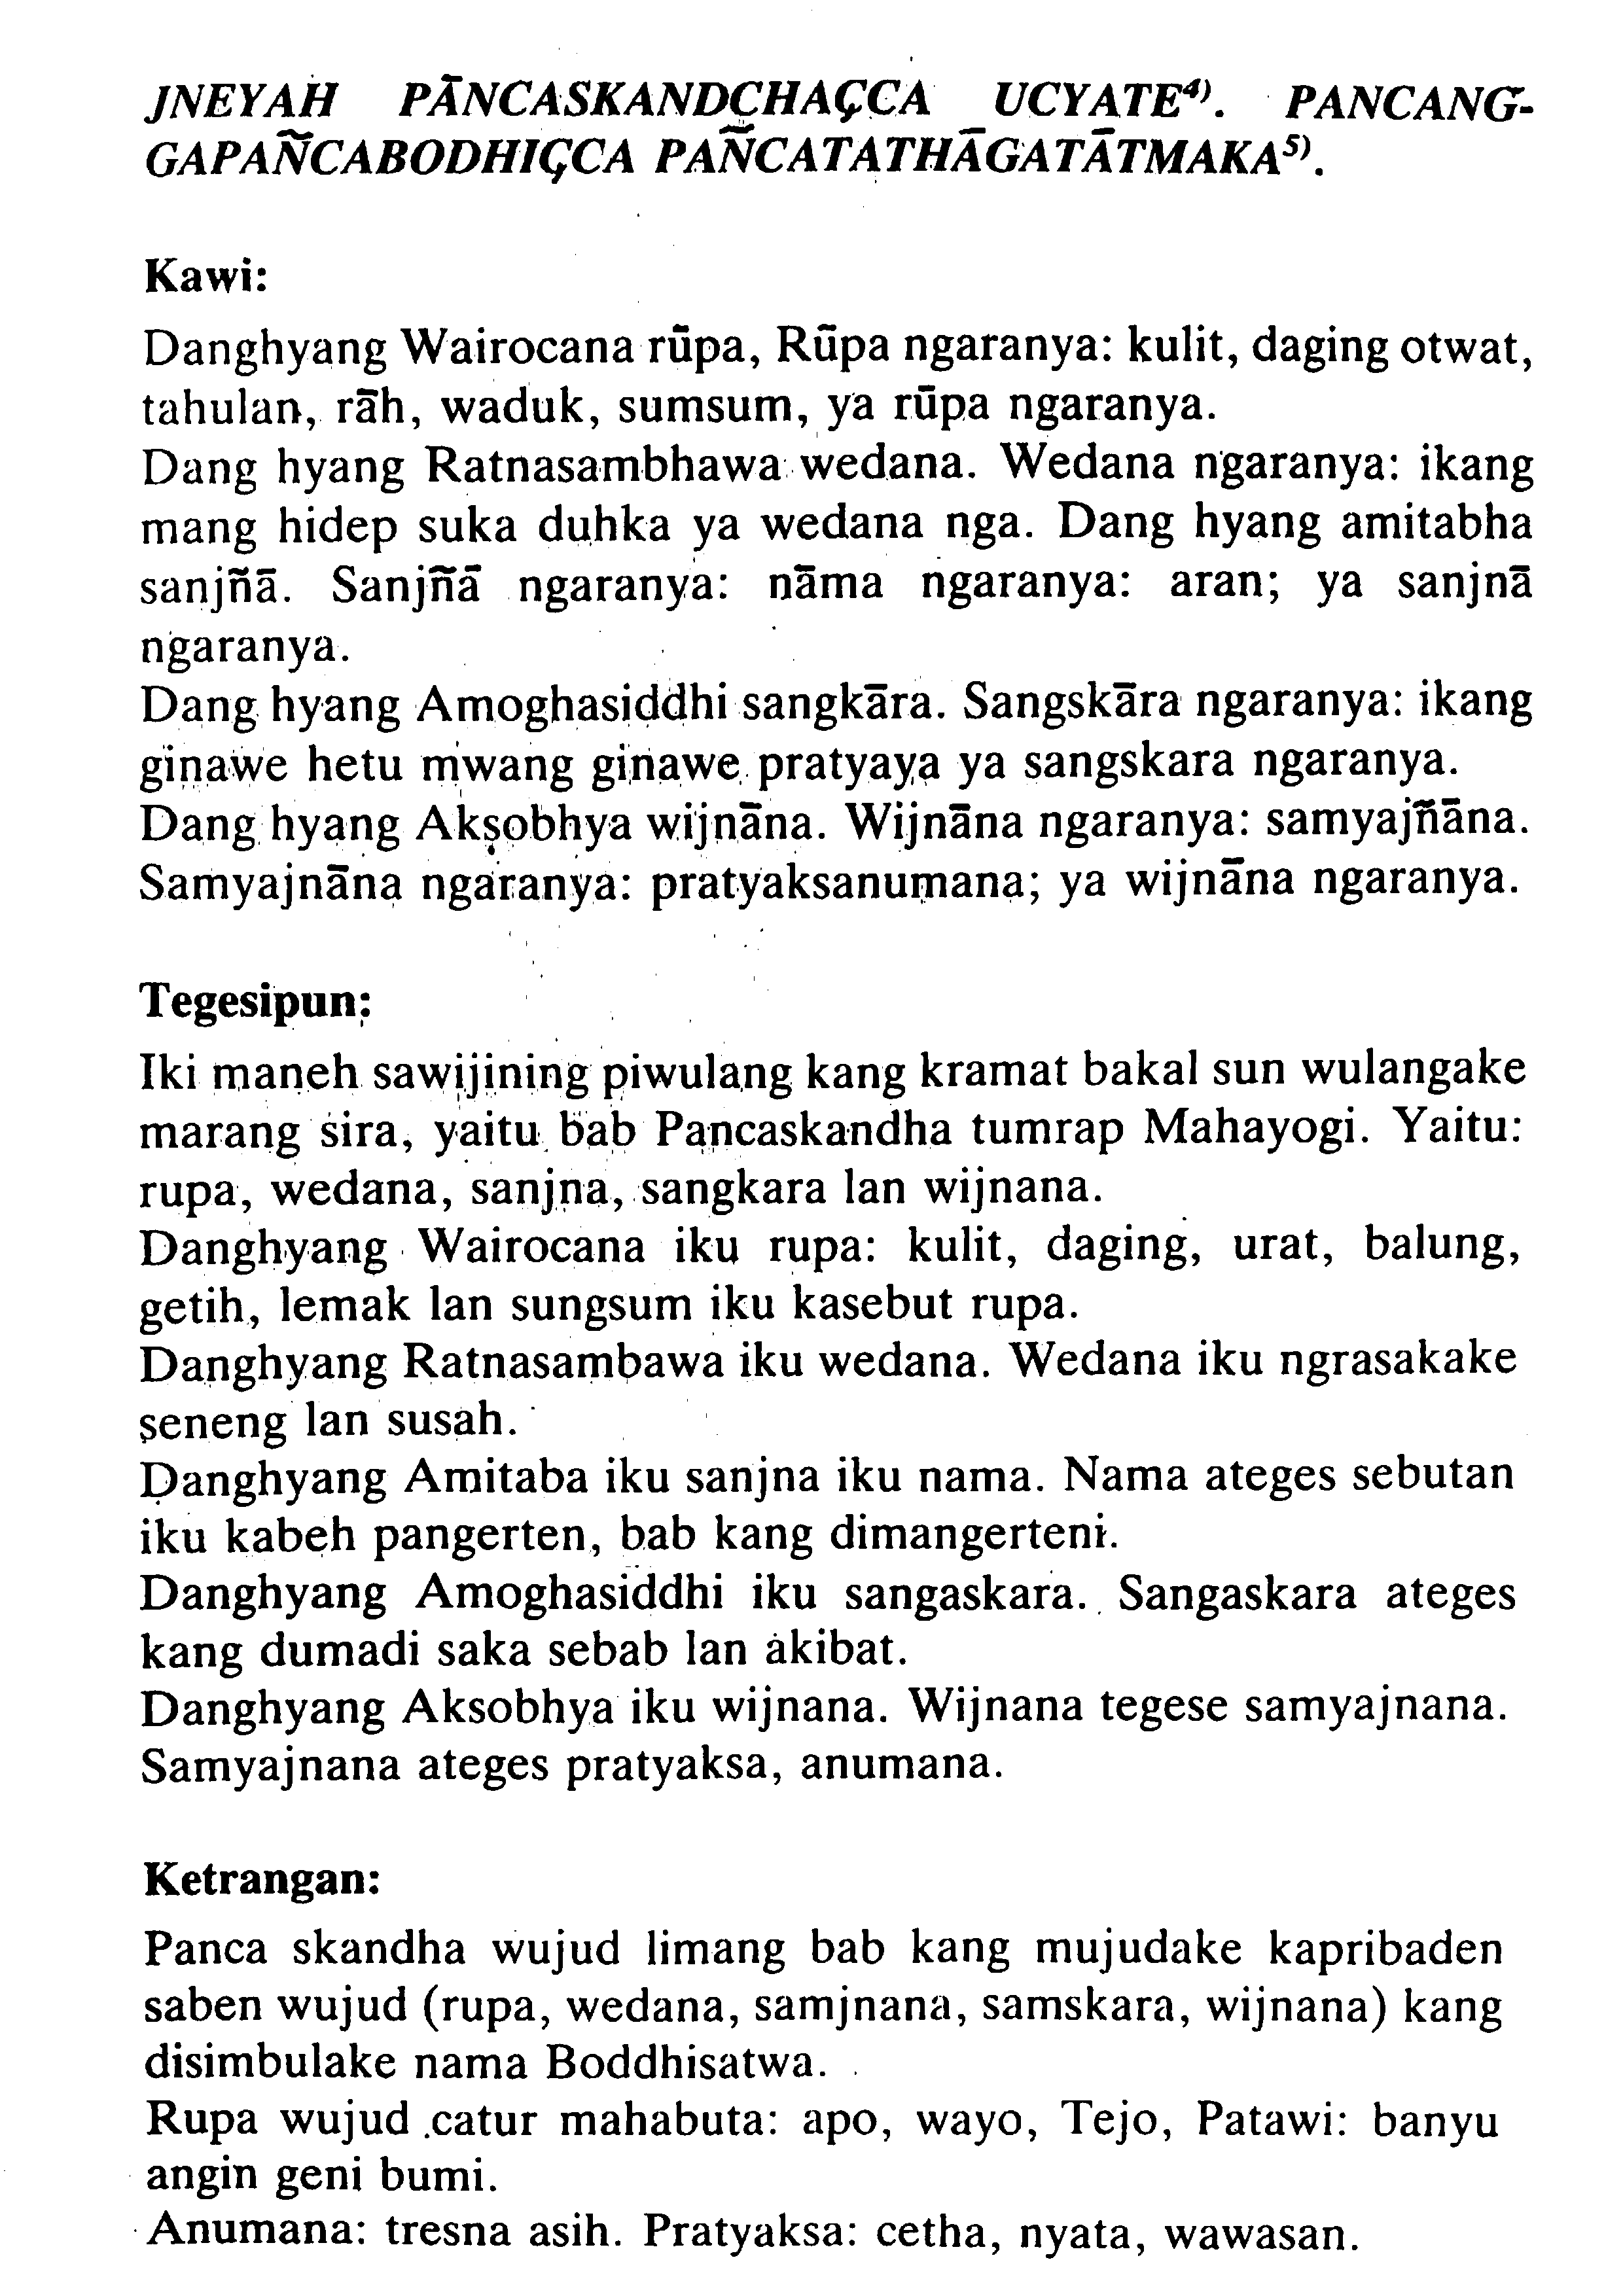 JNEYAH PĀNCASKANDÇHAÇCA UCYATE⁴⁾. PANCANG-
GAPAÑCABODHIÇCA PAÑCATATHĀGATĀTMAKA⁵⁾.
Kawi:
Danghyang Wairocana rūpa, Rūpa ngaranya: kulit, daging otwat,
tahulan, rāh, waduk, sumsum, ya rūpa ngaranya.
Dang hyang Ratnasambhawa wedana. Wedana ngaranya: ikang
mang hidep suka duhka ya wedana nga. Dang hyang amitabha
sanjñā. Sanjñā ngaranya: nāma ngaranya: aran; ya sanjnā
ngaranya.
Dang hyang Amoghasiddhi sangkāra. Sangskāra ngaranya: ikang
ginawe hetu mwang ginawe pratyaya ya sangskara ngaranya.
Dang hyang Akṣobhya wijnāna. Wijnāna ngaranya: samyajñāna.
Samyajnāna ngaranya: pratyaksanumana; ya wijnāna ngaranya.
Tegesipun:
Iki maneh sawijining piwulang kang kramat bakal sun wulangake
marang sira, yaitu bab Pancaskandha tumrap Mahayogi. Yaitu:
rupa, wedana, sanjna, sangkara lan wijnana.
Danghyang Wairocana iku rupa: kulit, daging, urat, balung,
getih, lemak lan sungsum iku kasebut rupa.
Danghyang Ratnasambawa iku wedana. Wedana iku ngrasakake
seneng lan susah.
Danghyang Amitaba iku sanjna iku nama. Nama ateges sebutan
iku kabeh pangerten, bab kang dimangerteni.
Danghyang Amoghasiddhi iku sangaskara. Sangaskara ateges
kang dumadi saka sebab lan akibat.
Danghyang Aksobhya iku wijnana. Wijnana tegese samyajnana.
Samyajnana ateges pratyaksa, anumana.
Ketrangan:
Panca skandha wujud limang bab kang mujudake kapribaden
saben wujud (rupa, wedana, samjnana, samskara, wijnana) kang
disimbulake nama Boddhisatwa.
Rupa wujud catur mahabuta: apo, wayo, Tejo, Patawi: banyu
angin geni bumi.
Anumana: tresna asih. Pratyaksa: cetha, nyata, wawasan.